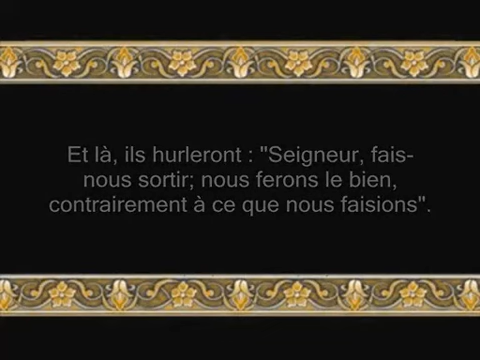 Et là, ils hurleront : "Seigneur, fais-
nous sortir; nous ferons le bien,
contrairement à ce que nous faisions".